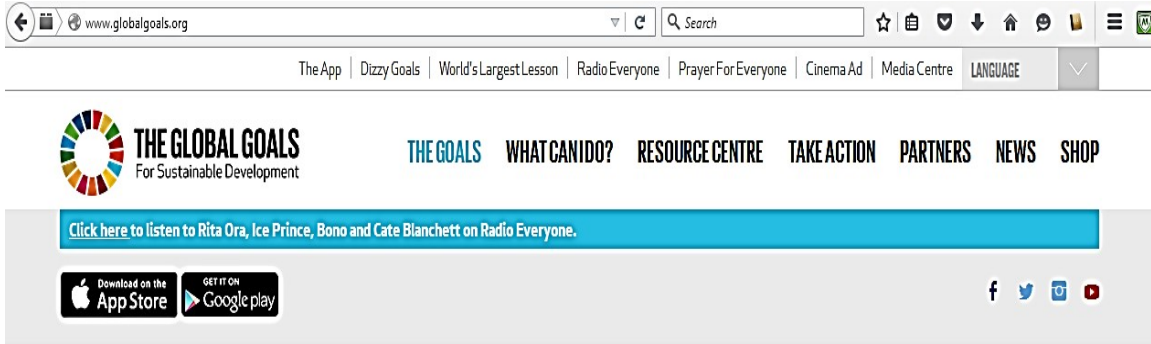 www.globalgoals.org Search
The App Dizzy Goals World's Largest Lesson Radio Everyone Prayer For Everyone Cinema Ad Media Centre LANGUAGE
THE GLOBAL GOALS
For Sustainable Development
THE GOALS WHAT CAN I DO? RESOURCE CENTRE TAKE ACTION PARTNERS NEWS SHOP
Click here to listen to Rita Ora, Ice Prince, Bono and Cate Blanchett on Radio Everyone.
Download on the
App Store
GET IT ON
Google play